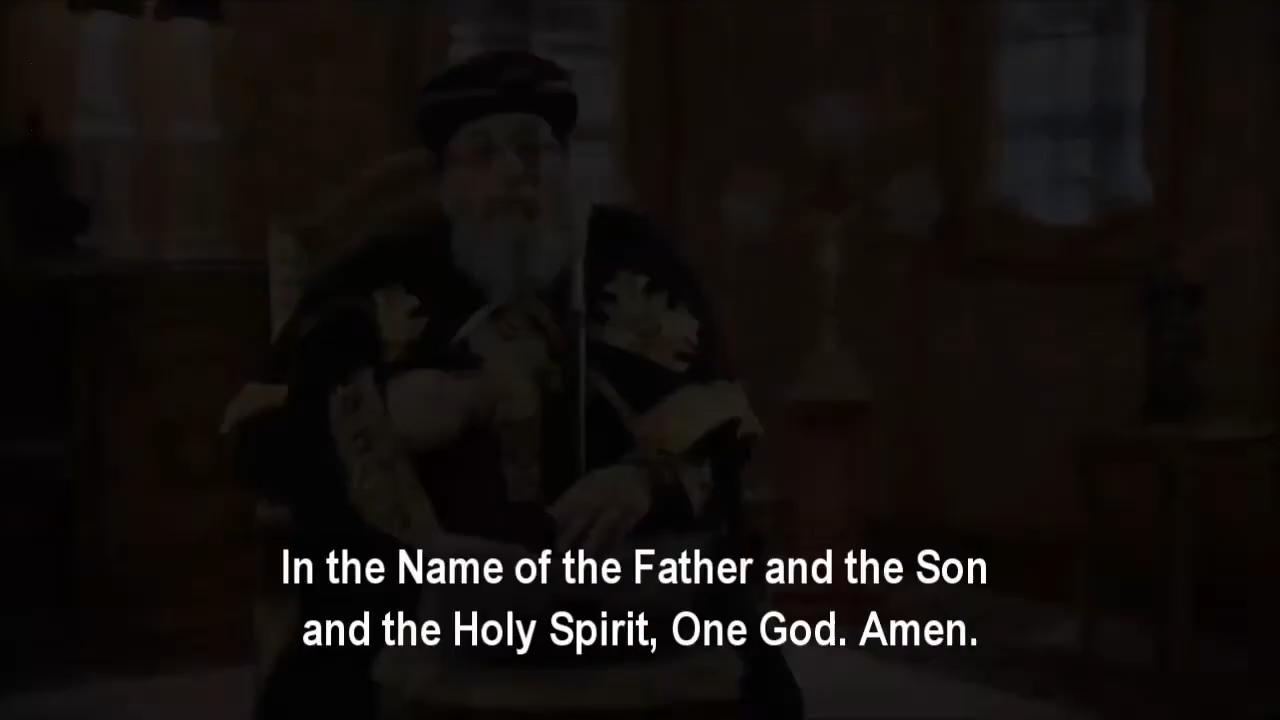 In the Name of the Father and the Son
and the Holy Spirit, One God. Amen.